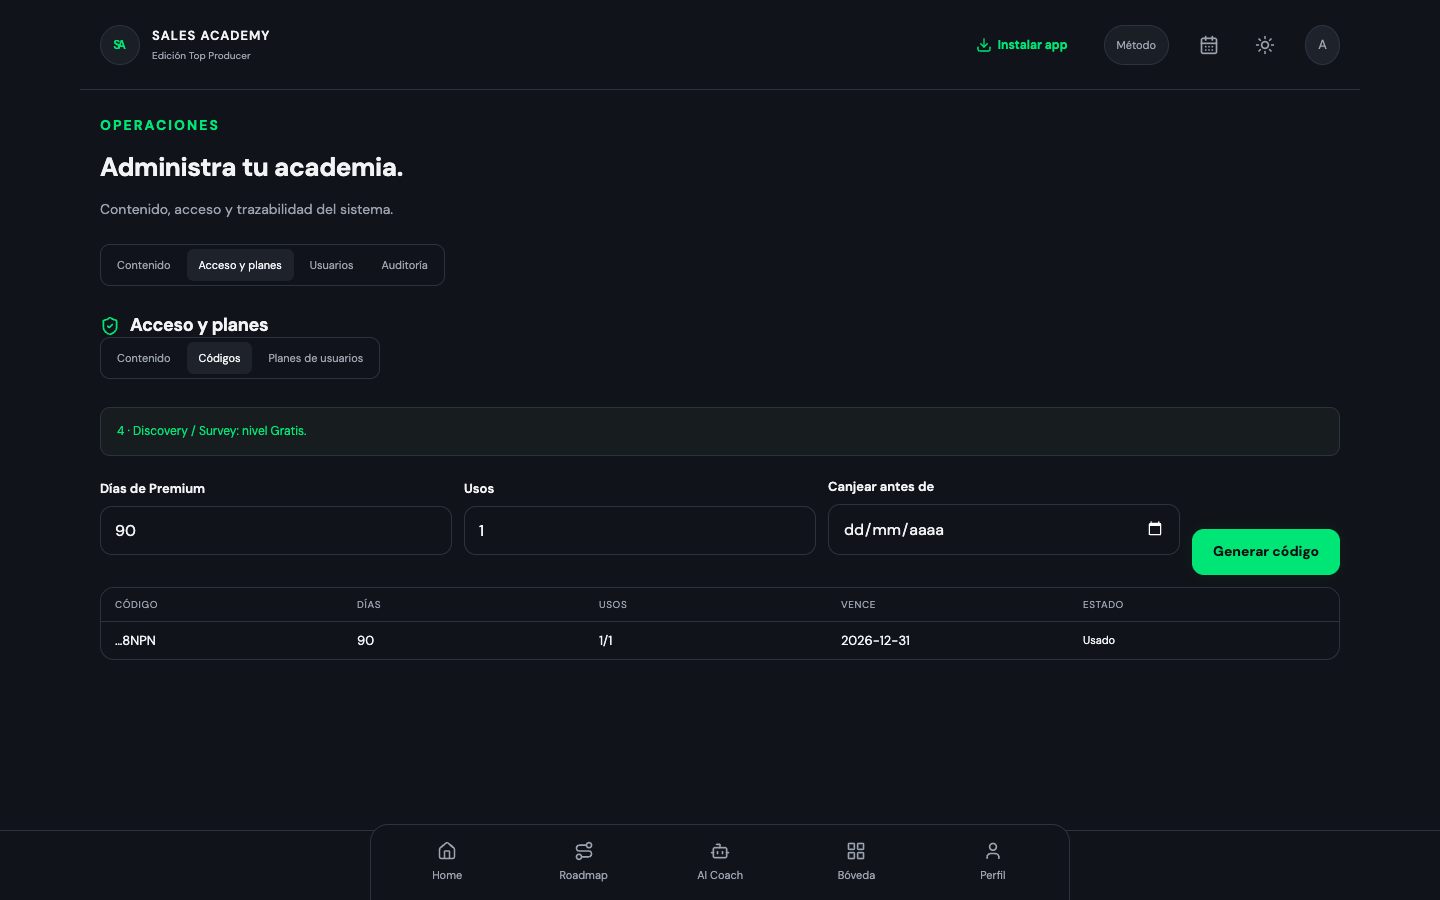 SA
SALES ACADEMY
Edición Top Producer
Instalar app
Método
A
OPERACIONES
Administra tu academia.
Contenido, acceso y trazabilidad del sistema.
Contenido Acceso y planes Usuarios Auditoría
Acceso y planes
Contenido Códigos Planes de usuarios
4 · Discovery / Survey: nivel Gratis.
Días de Premium Usos Canjear antes de
90 1 dd/mm/aaaa
Generar código
CÓDIGO DÍAS USOS VENCE ESTADO
…8NPN 90 1/1 2026-12-31 Usado
Home Roadmap AI Coach Bóveda Perfil